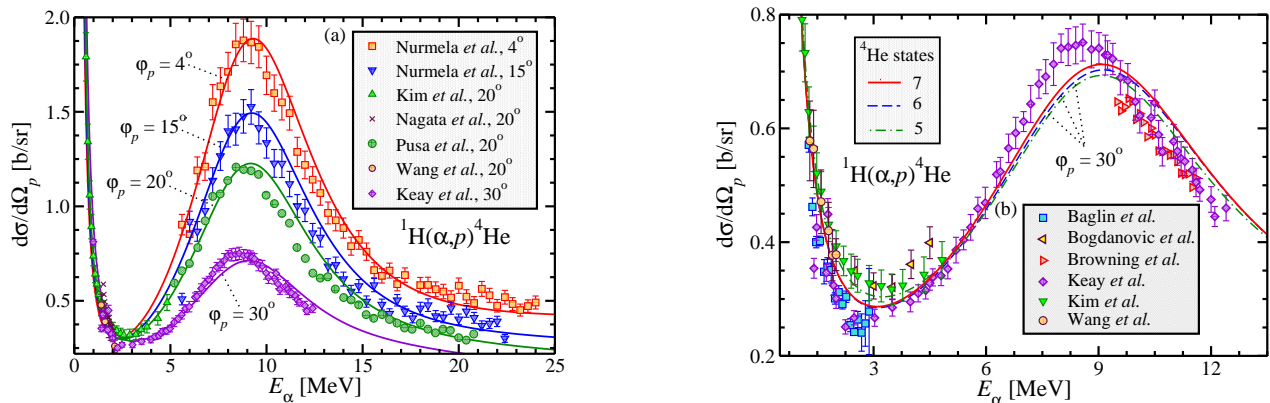 (a)
Nurmela et al., 4°
Nurmela et al., 15°
Kim et al., 20°
Nagata et al., 20°
Pusa et al., 20°
Wang et al., 20°
Keay et al., 30°
φp = 4°
φp = 15°
φp = 20°
φp = 30°
¹H(α,p)⁴He
dσ/dΩp [b/sr]
2.0
1.5
1.0
0.5
0 5 10 15 20 25
Eα [MeV]
⁴He states
7
6
5
φp = 30°
¹H(α,p)⁴He
(b)
Baglin et al.
Bogdanovic et al.
Browning et al.
Keay et al.
Kim et al.
Wang et al.
dσ/dΩp [b/sr]
0.8
0.6
0.4
0.2
3 6 9 12
Eα [MeV]